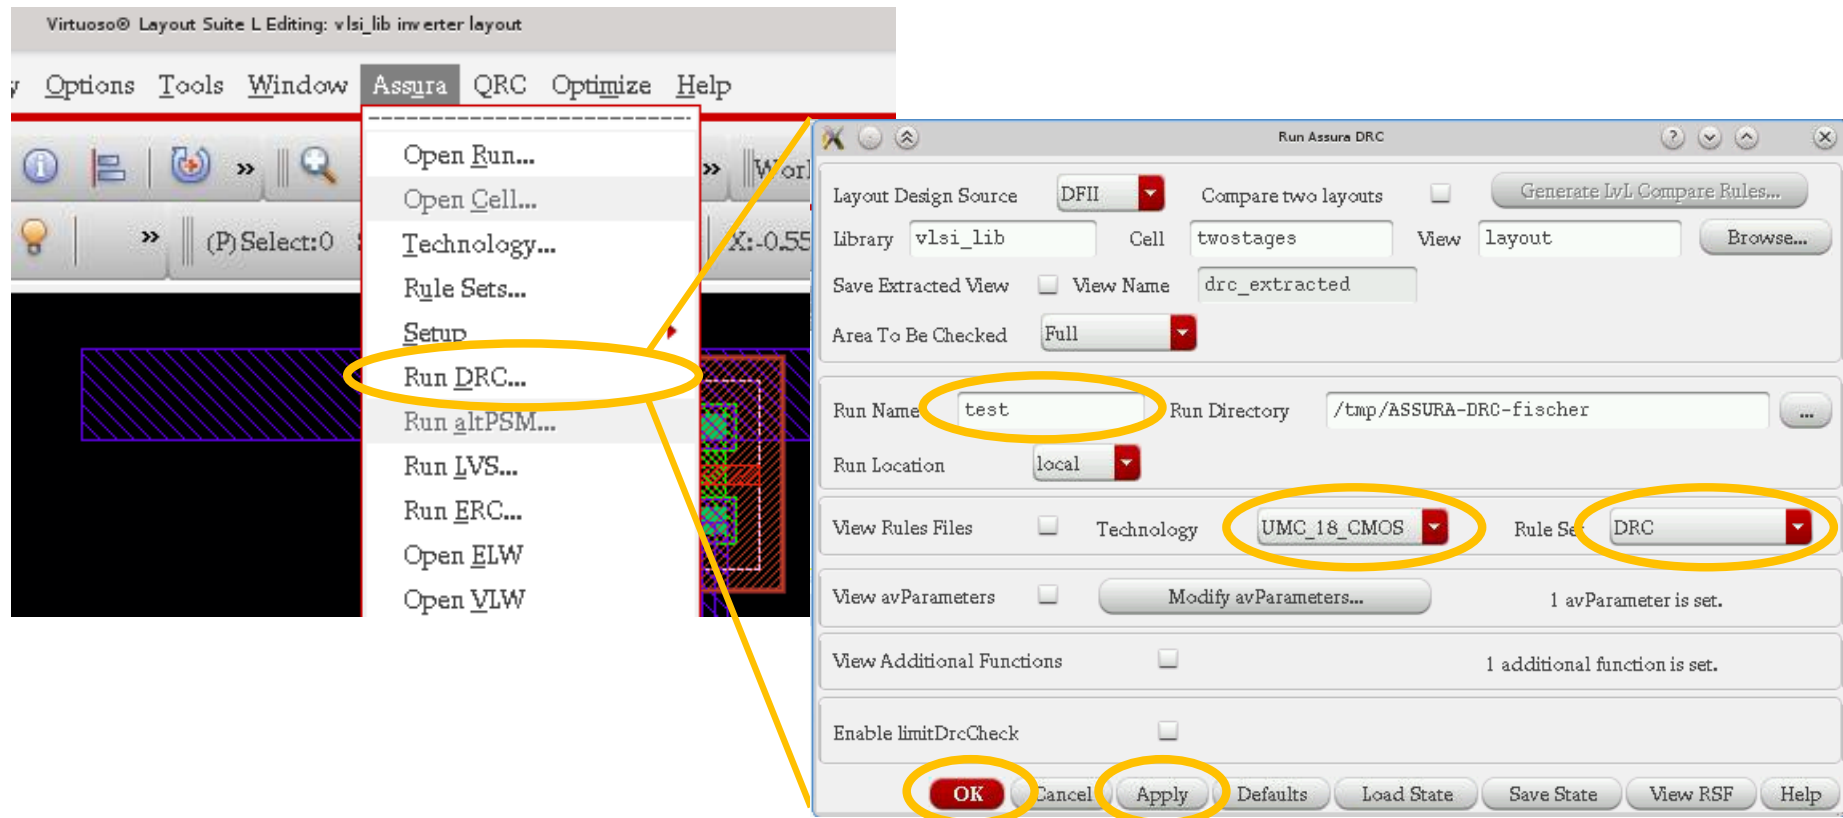 Virtuoso® Layout Suite L Editing: vlsi_lib inverter layout
Options Tools Window Assura QRC Optimize Help
Open Run...
Open Cell...
Technology...
Rule Sets...
Setup
Run DRC...
Run altPSM...
Run LVS...
Run ERC...
Open ELW
Open VLW
» » Worl
» (P) Select:0 X:-0.55
Run Assura DRC
Layout Design Source DFII Compare two layouts Generate LvL Compare Rules...
Library vlsi_lib Cell twostages View layout Browse...
Save Extracted View View Name drc_extracted
Area To Be Checked Full
Run Name test Run Directory /tmp/ASSURA-DRC-fischer ...
Run Location local
View Rules Files Technology UMC_18_CMOS Rule Se DRC
View avParameters Modify avParameters... 1 avParameter is set.
View Additional Functions 1 additional function is set.
Enable limitDrcCheck
OK Cancel Apply Defaults Load State Save State View RSF Help